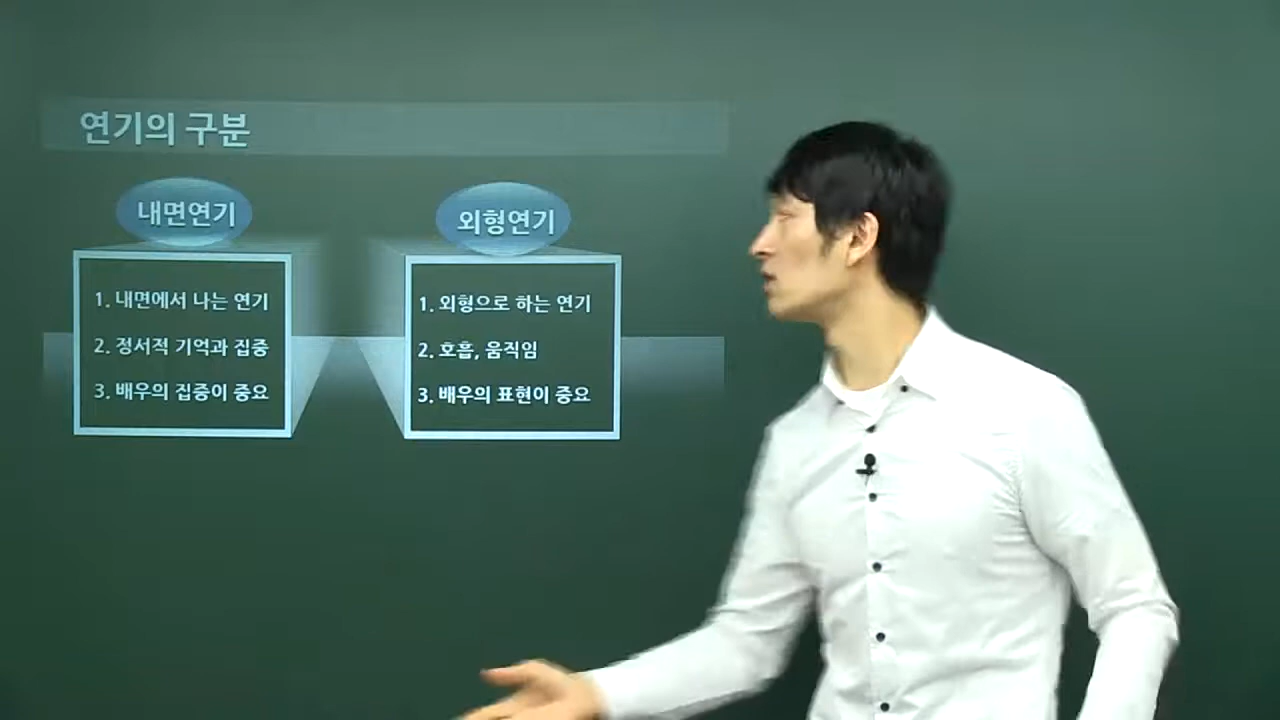 연기의 구분
내면연기
1. 내면에서 나는 연기
2. 정서적 기억과 집중
3. 배우의 집중이 중요
외형연기
1. 외형으로 하는 연기
2. 호흡, 움직임
3. 배우의 표현이 중요